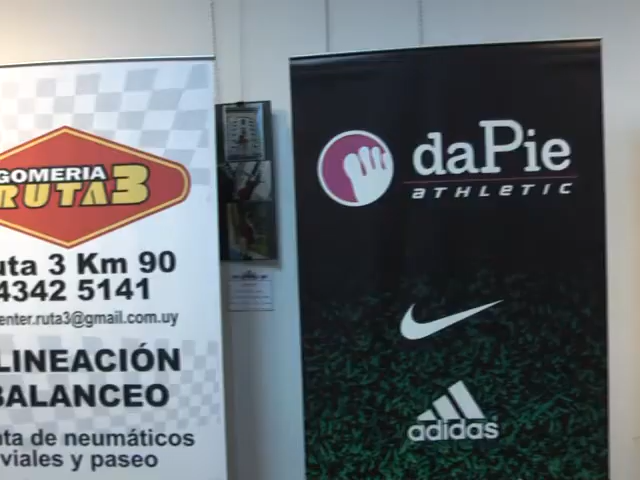 GOMERIA
RUTA3
uta 3 Km 90
4342 5141
enter.ruta3@gmail.com.uy
LINEACIÓN
BALANCEO
ta de neumáticos
viales y paseo
daPie
ATHLETIC
adidas